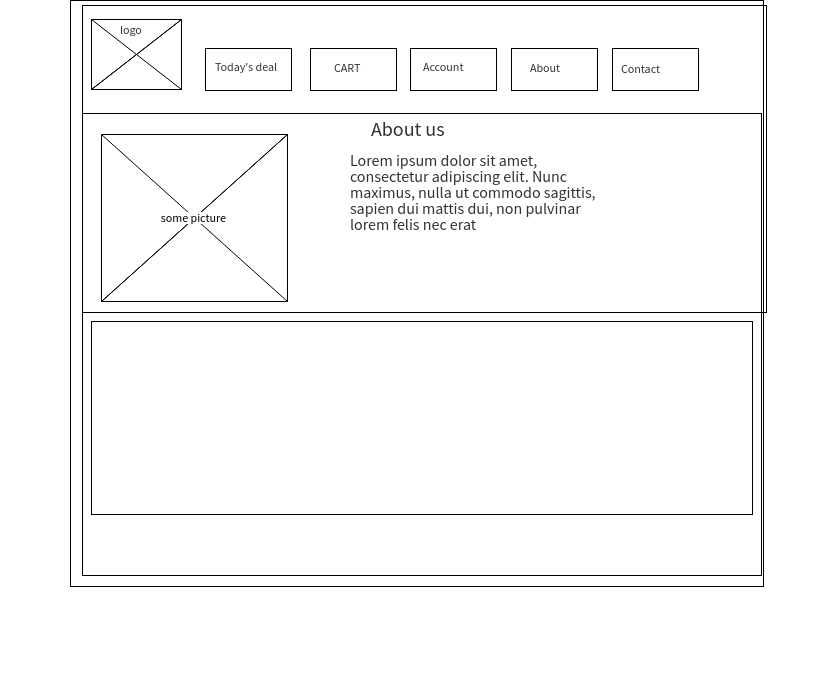 logo
Today's deal
CART
Account
About
Contact
About us
Lorem ipsum dolor sit amet,
consectetur adipiscing elit. Nunc
maximus, nulla ut commodo sagittis,
sapien dui mattis dui, non pulvinar
lorem felis nec erat
some picture